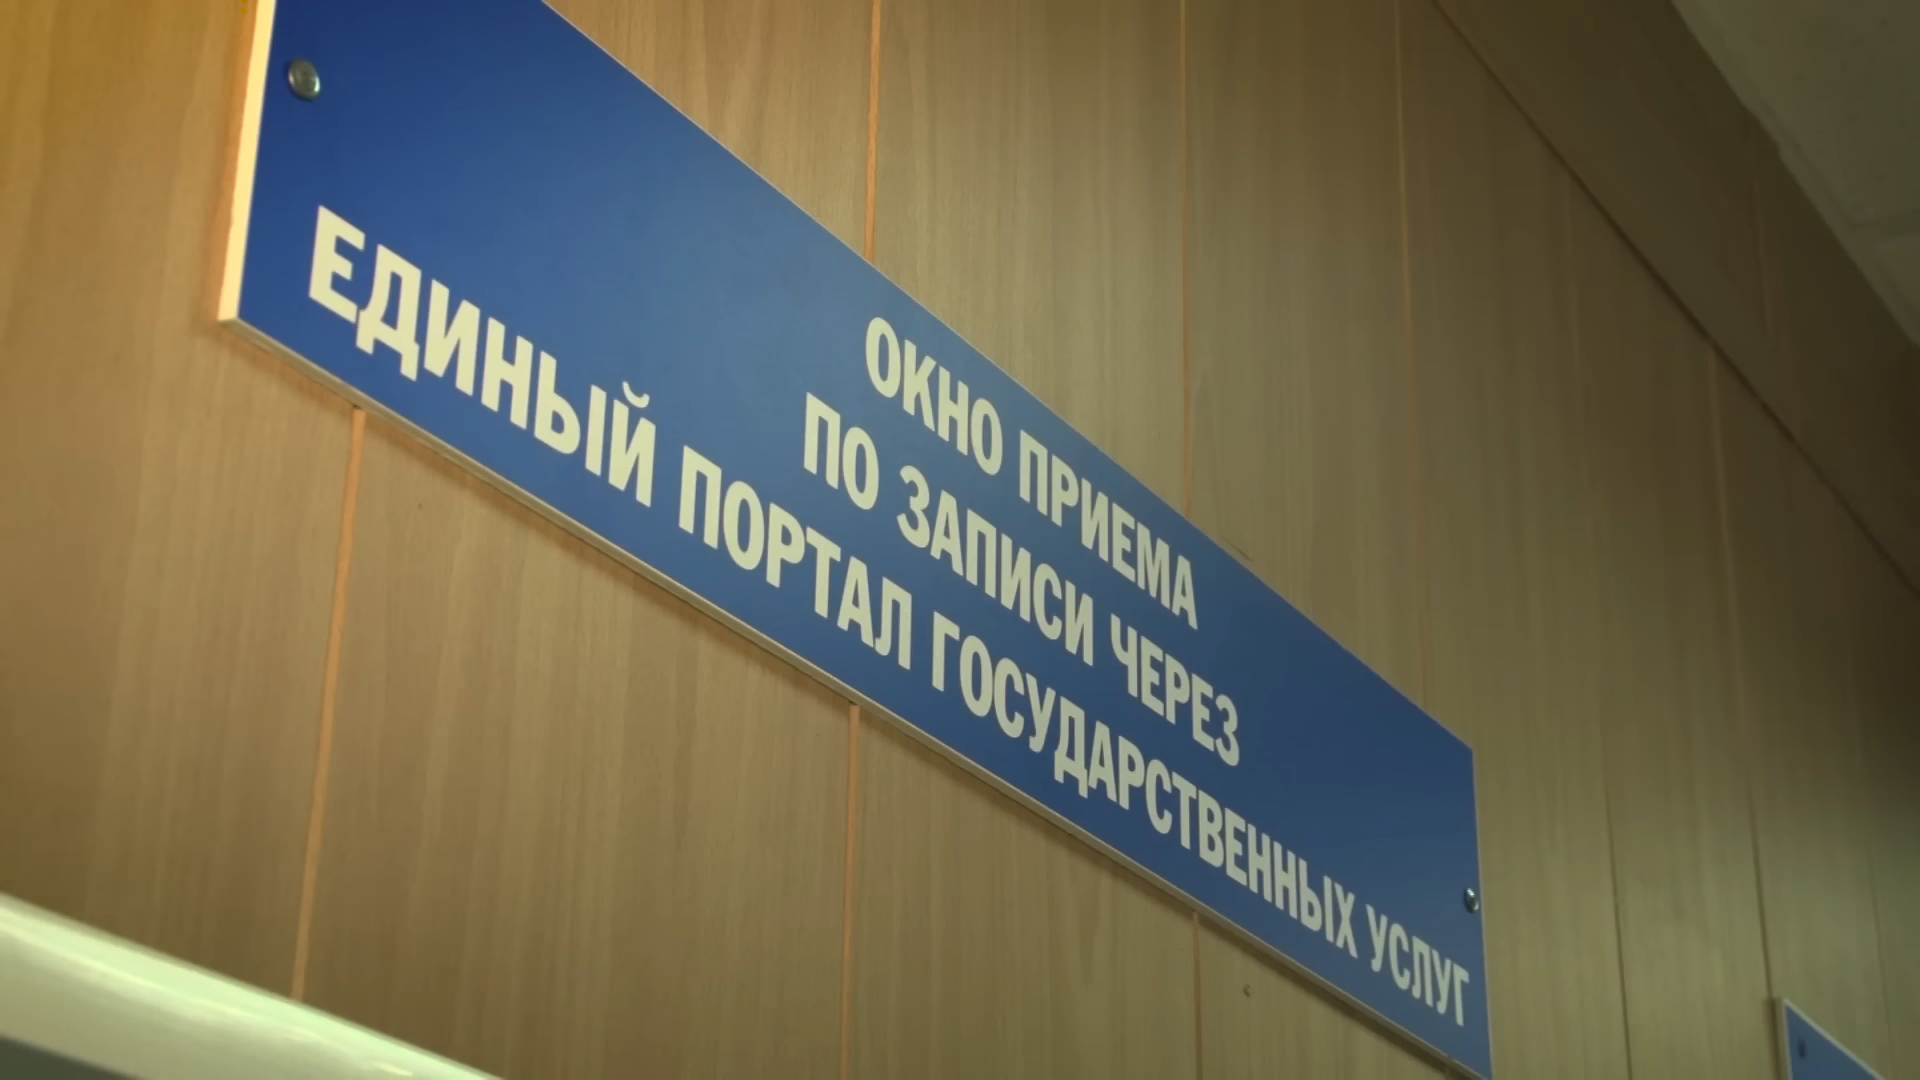 ОКНО ПРИЕМА
ПО ЗАПИСИ ЧЕРЕЗ
ЕДИНЫЙ ПОРТАЛ ГОСУДАРСТВЕННЫХ УСЛУГ